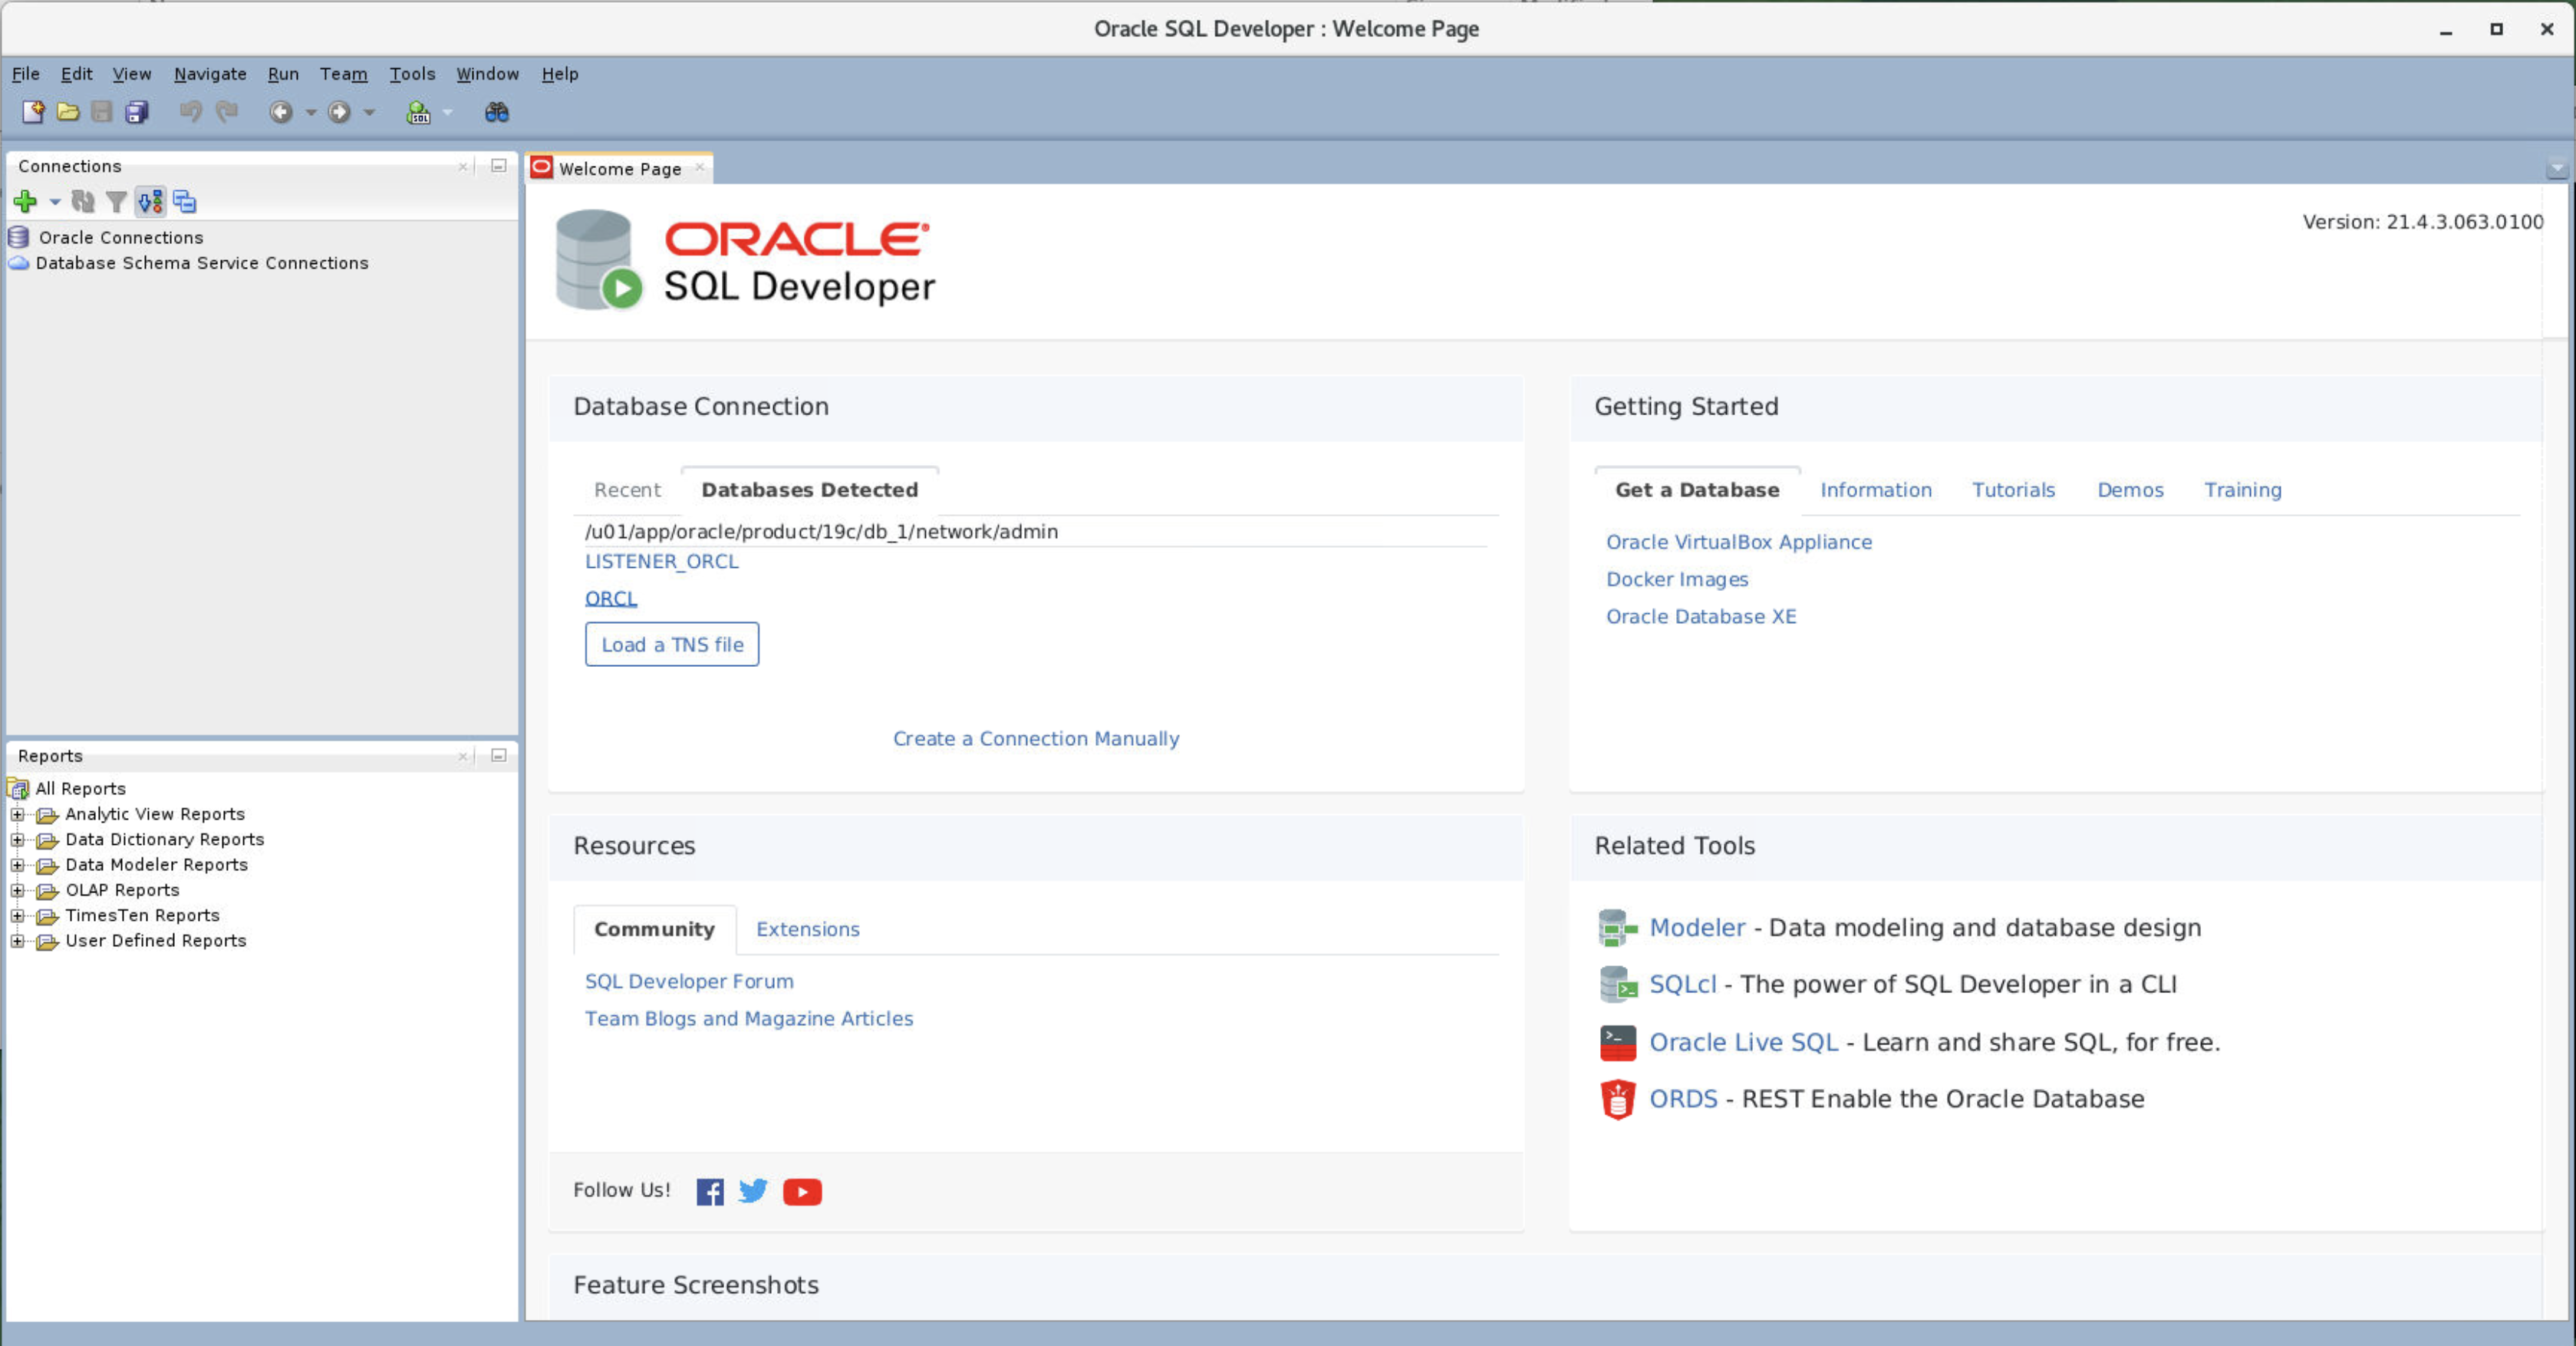 Oracle SQL Developer : Welcome Page
File Edit View Navigate Run Team Tools Window Help
SQL
Connections
Oracle Connections
Database Schema Service Connections
Reports
All Reports
Analytic View Reports
Data Dictionary Reports
Data Modeler Reports
OLAP Reports
TimesTen Reports
User Defined Reports
Welcome Page
ORACLE®
SQL Developer
Version: 21.4.3.063.0100
Database Connection
Recent Databases Detected
/u01/app/oracle/product/19c/db_1/network/admin
LISTENER_ORCL
ORCL
Load a TNS file
Create a Connection Manually
Getting Started
Get a Database Information Tutorials Demos Training
Oracle VirtualBox Appliance
Docker Images
Oracle Database XE
Resources
Community Extensions
SQL Developer Forum
Team Blogs and Magazine Articles
Follow Us!
Related Tools
Modeler - Data modeling and database design
SQLcl - The power of SQL Developer in a CLI
Oracle Live SQL - Learn and share SQL, for free.
ORDS - REST Enable the Oracle Database
Feature Screenshots